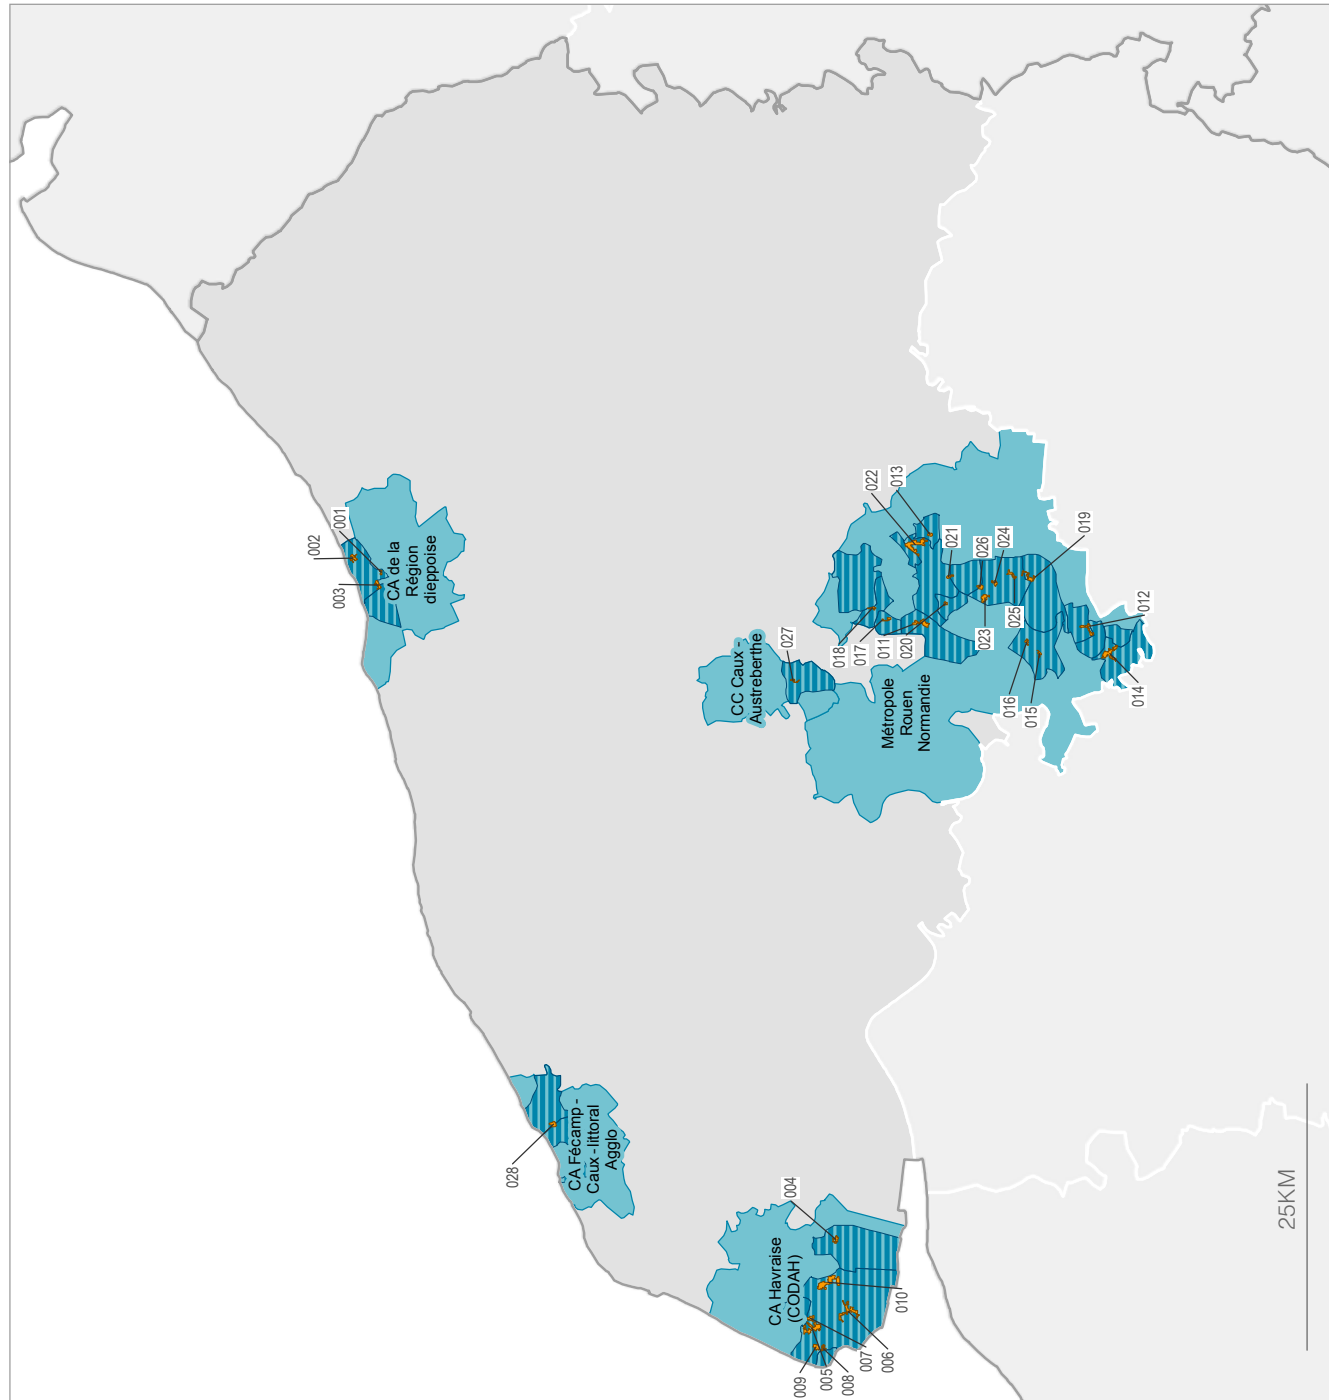 002
003
001
CA de la
Région
dieppoise
028
CA Fécamp -
Caux -littoral
Agglo
CC Caux -
Austreberthe
027
022
013
018
017
011
020
021
026
024
023
025
019
016
015
012
014
Métropole
Rouen
Normandie
CA Havraise
(CODAH)
004
010
009
005
008
007
006
25KM